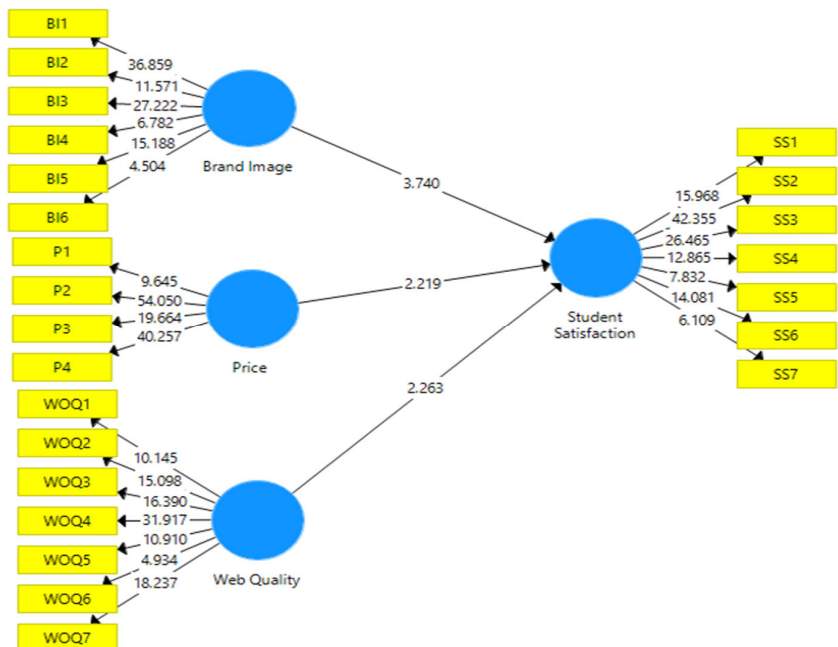 BI1
BI2
BI3
BI4
BI5
BI6
36.859
11.571
27.222
6.782
15.188
4.504
Brand Image
P1
P2
P3
P4
9.645
54.050
19.664
40.257
Price
WOQ1
WOQ2
WOQ3
WOQ4
WOQ5
WOQ6
WOQ7
10.145
15.098
16.390
31.917
10.910
4.934
18.237
Web Quality
3.740
2.219
2.263
Student
Satisfaction
15.968
42.355
26.465
12.865
7.832
14.081
6.109
SS1
SS2
SS3
SS4
SS5
SS6
SS7